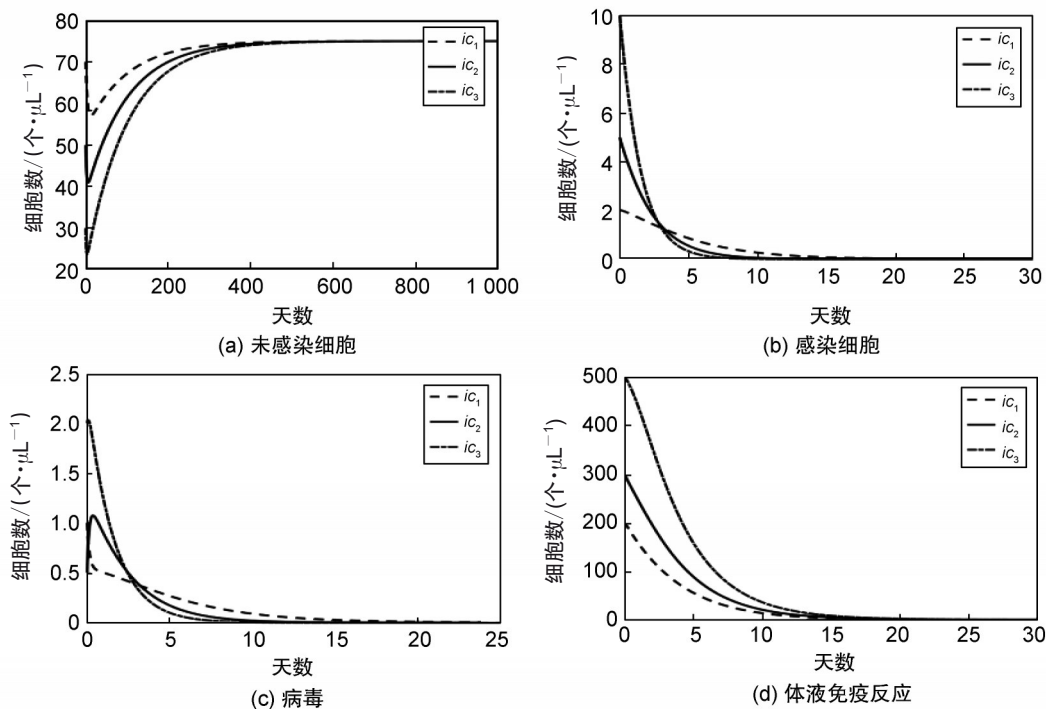 细胞数/(个·μL⁻¹)
80
70
60
50
40
30
20
0
200
400
600
800
1 000
ic₁
ic₂
ic₃
天数
(a) 未感染细胞
细胞数/(个·μL⁻¹)
10
8
6
4
2
0
0
5
10
15
20
25
30
ic₁
ic₂
ic₃
天数
(b) 感染细胞
细胞数/(个·μL⁻¹)
2.5
2.0
1.5
1.0
0.5
0
0
5
10
15
20
25
ic₁
ic₂
ic₃
天数
(c) 病毒
细胞数/(个·μL⁻¹)
500
400
300
200
100
0
0
5
10
15
20
25
30
ic₁
ic₂
ic₃
天数
(d) 体液免疫反应